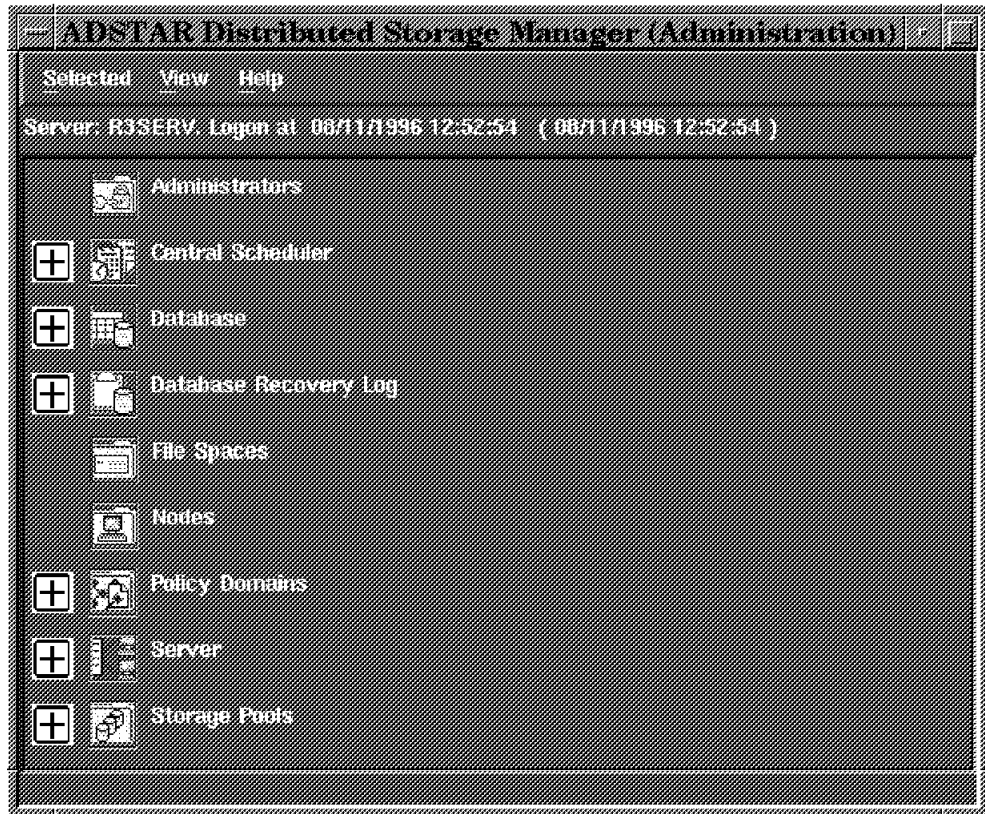 ADSTAR Distributed Storage Manager (Administration)
Selected View Help
Server: R3SERV, Logon at 08/11/1996 12:52:54 ( 08/11/1996 12:52:54 )
Administrators
Central Scheduler
Database
Database Recovery Log
File Spaces
Nodes
Policy Domains
Server
Storage Pools